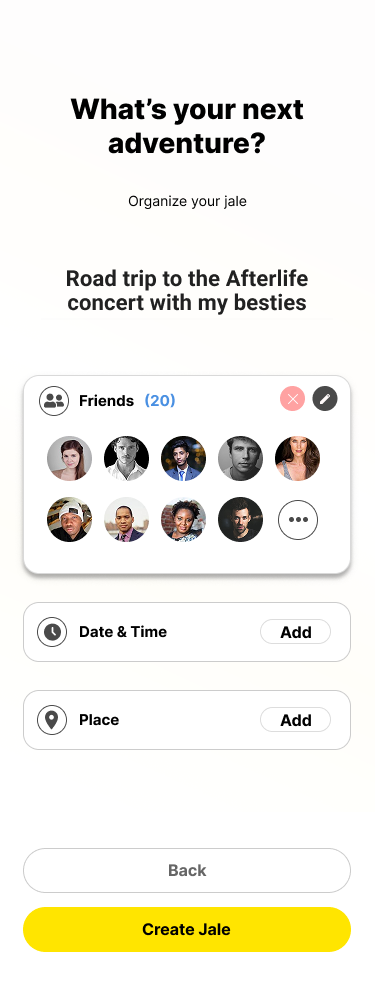 What’s your next
adventure?
Organize your jale
Road trip to the Afterlife
concert with my besties
Friends (20)
Date & Time Add
Place Add
Back
Create Jale